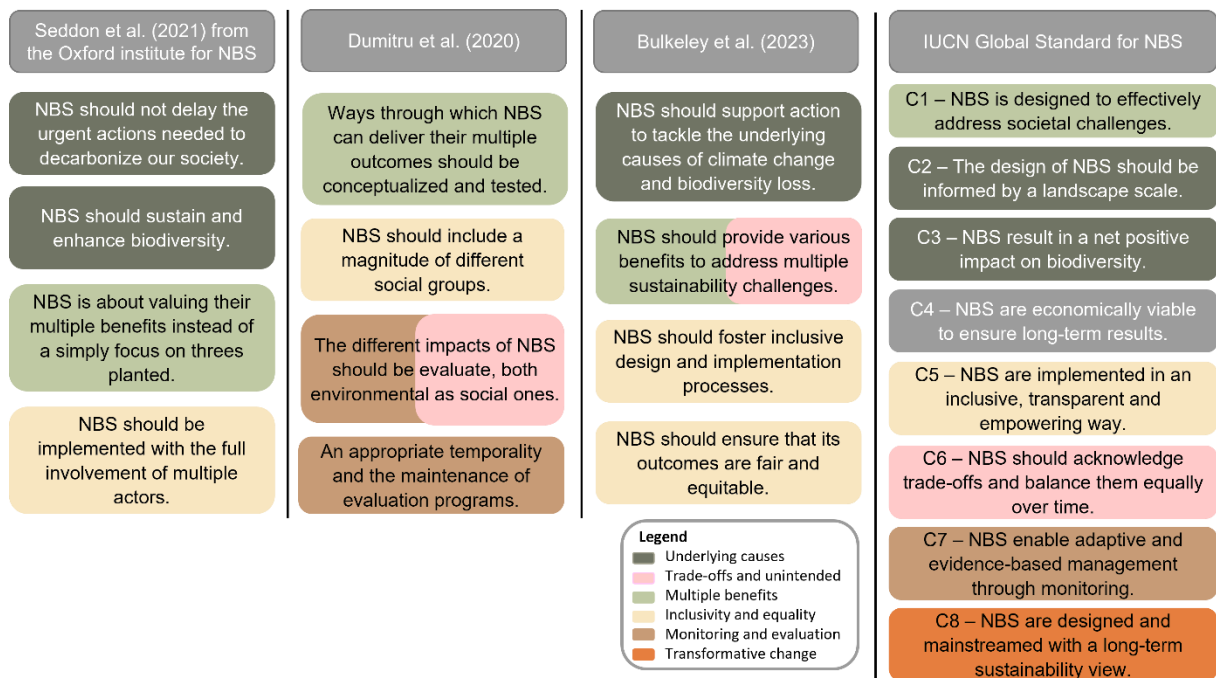 Seddon et al. (2021) from
the Oxford institute for NBS
NBS should not delay the
urgent actions needed to
decarbonize our society.
NBS should sustain and
enhance biodiversity.
NBS is about valuing their
multiple benefits instead of
a simply focus on threes
planted.
NBS should be
implemented with the full
involvement of multiple
actors.
Dumitru et al. (2020)
Ways through which NBS
can deliver their multiple
outcomes should be
conceptualized and tested.
NBS should include a
magnitude of different
social groups.
The different impacts of NBS
should be evaluate, both
environmental as social ones.
An appropriate temporality
and the maintenance of
evaluation programs.
Bulkeley et al. (2023)
NBS should support action
to tackle the underlying
causes of climate change
and biodiversity loss.
NBS should provide various
benefits to address multiple
sustainability challenges.
NBS should foster inclusive
design and implementation
processes.
NBS should ensure that its
outcomes are fair and
equitable.
IUCN Global Standard for NBS
C1 – NBS is designed to effectively
address societal challenges.
C2 – The design of NBS should be
informed by a landscape scale.
C3 – NBS result in a net positive
impact on biodiversity.
C4 – NBS are economically viable
to ensure long-term results.
C5 – NBS are implemented in an
inclusive, transparent and
empowering way.
C6 – NBS should acknowledge
trade-offs and balance them equally
over time.
C7 – NBS enable adaptive and
evidence-based management
through monitoring.
C8 – NBS are designed and
mainstreamed with a long-term
sustainability view.
Legend
Underlying causes
Trade-offs and unintended
Multiple benefits
Inclusivity and equality
Monitoring and evaluation
Transformative change